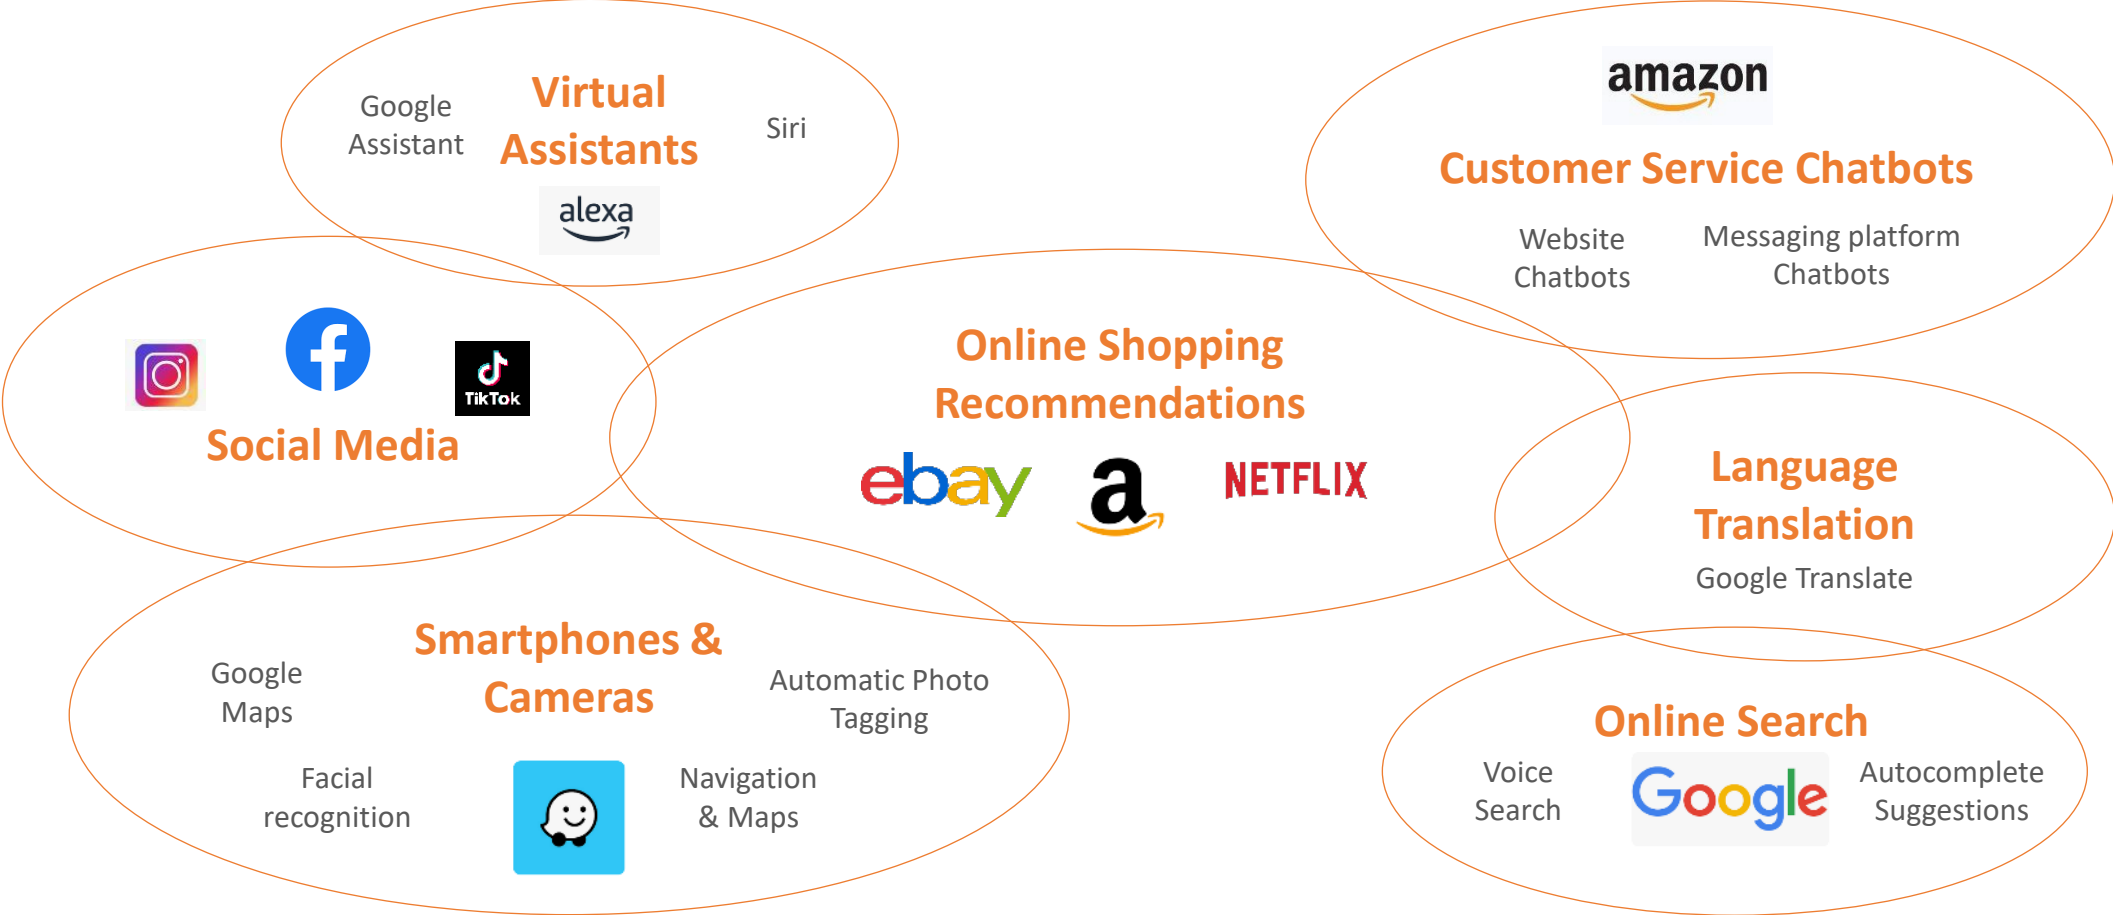 Google
Assistant
Virtual
Assistants
Siri
alexa
amazon
Customer Service Chatbots
Website
Chatbots
Messaging platform
Chatbots
TikTok
Social Media
Online Shopping
Recommendations
ebay
a
NETFLIX
Language
Translation
Google Translate
Smartphones &
Cameras
Google
Maps
Automatic Photo
Tagging
Facial
recognition
Navigation
& Maps
Online Search
Voice
Search
Google
Autocomplete
Suggestions